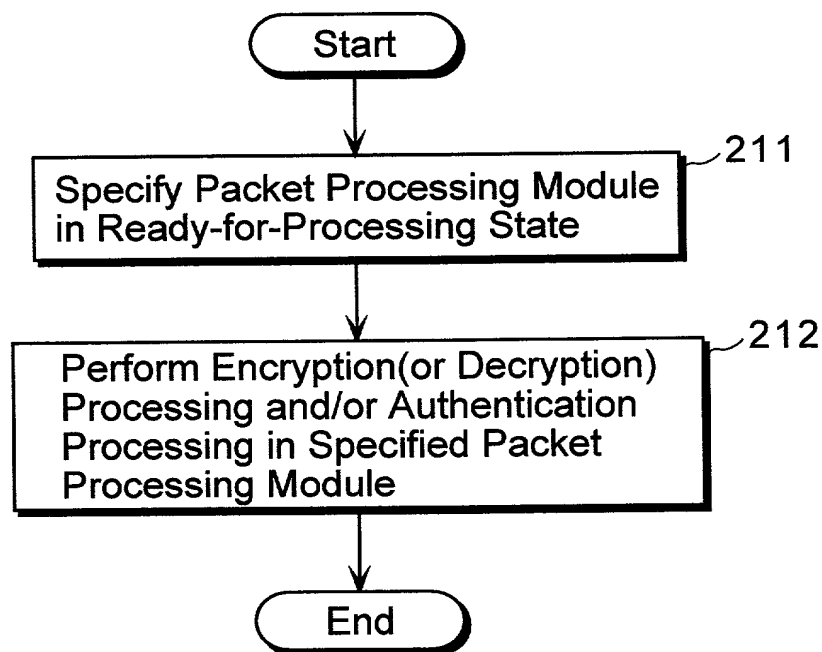 Start
211
Specify Packet Processing Module
in Ready-for-Processing State
212
Perform Encryption(or Decryption)
Processing and/or Authentication
Processing in Specified Packet
Processing Module
End